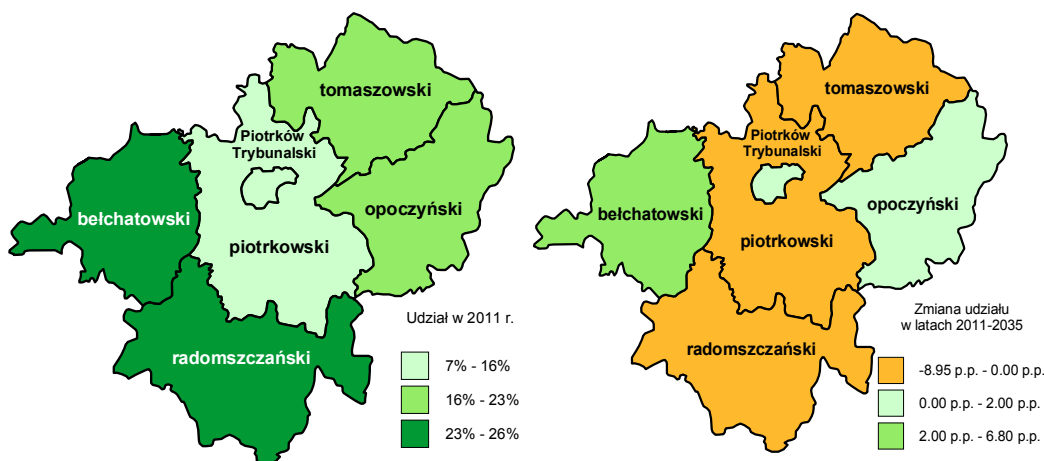 tomaszowski
Piotrków
Trybunalski
bełchatowski
opoczyński
piotrkowski
radomszczański
Udział w 2011 r.
7% - 16%
16% - 23%
23% - 26%
tomaszowski
Piotrków
Trybunalski
bełchatowski
opoczyński
piotrkowski
radomszczański
Zmiana udziału
w latach 2011-2035
-8.95 p.p. - 0.00 p.p.
0.00 p.p. - 2.00 p.p.
2.00 p.p. - 6.80 p.p.